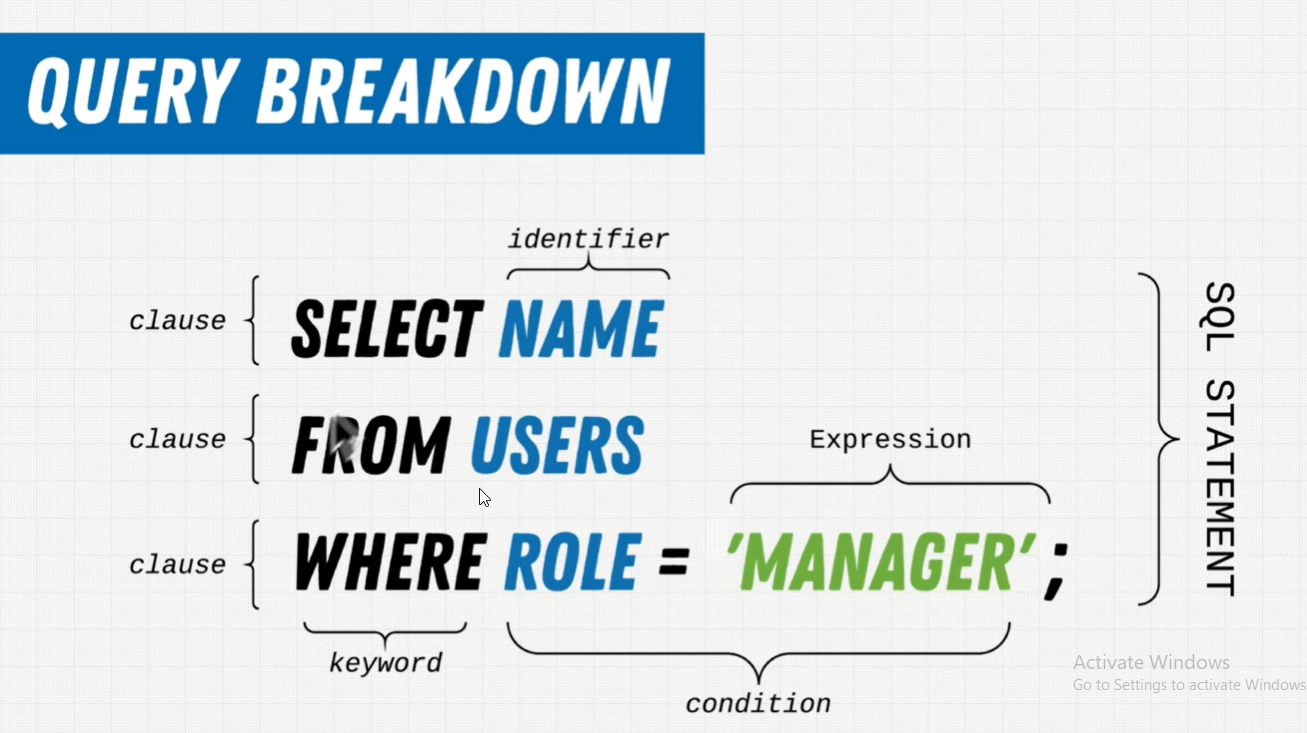 QUERY BREAKDOWN
identifier
clause
SELECT NAME
clause
FROM USERS
Expression
clause
WHERE ROLE = 'MANAGER' ;
keyword
condition
SQL STATEMENT
Activate Windows
Go to Settings to activate Windows